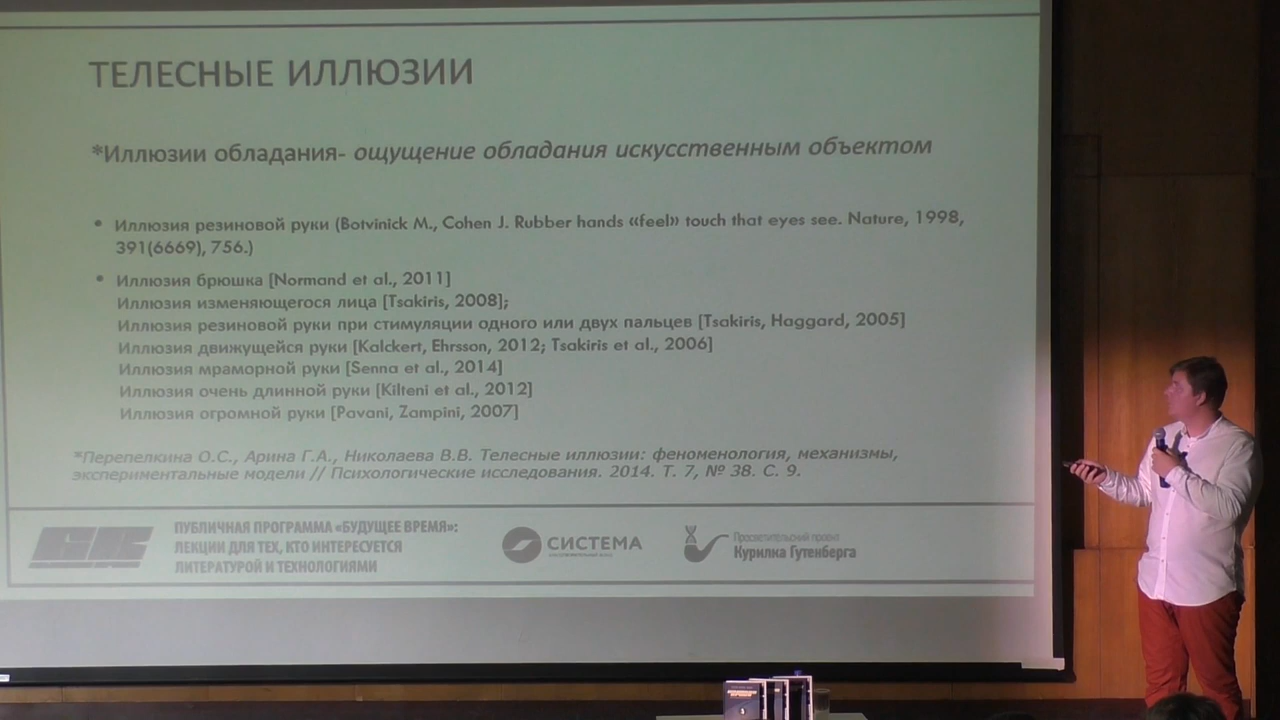 ТЕЛЕСНЫЕ ИЛЛЮЗИИ
*Иллюзии обладания- ощущение обладания искусственным объектом
• Иллюзия резиновой руки (Botvinick M., Cohen J. Rubber hands «feel» touch that eyes see. Nature, 1998,
391(6669), 756.)
• Иллюзия брюшка [Normand et al., 2011]
Иллюзия изменяющегося лица [Tsakiris, 2008];
Иллюзия резиновой руки при стимуляции одного или двух пальцев [Tsakiris, Haggard, 2005]
Иллюзия движущейся руки [Kalckert, Ehrsson, 2012; Tsakiris et al., 2006]
Иллюзия мраморной руки [Senna et al., 2014]
Иллюзия очень длинной руки [Kilteni et al., 2012]
Иллюзия огромной руки [Pavani, Zampini, 2007]
*Перепелкина О.С., Арина Г.А., Николаева В.В. Телесные иллюзии: феноменология, механизмы,
экспериментальные модели // Психологические исследования. 2014. Т. 7, № 38. С. 9.
ПУБЛИЧНАЯ ПРОГРАММА «БУДУЩЕЕ ВРЕМЯ»:
ЛЕКЦИИ ДЛЯ ТЕХ, КТО ИНТЕРЕСУЕТСЯ
ЛИТЕРАТУРОЙ И ТЕХНОЛОГИЯМИ
СИСТЕМА
БЛАГОТВОРИТЕЛЬНЫЙ ФОНД
Просветительский проект
Курилка Гутенберга